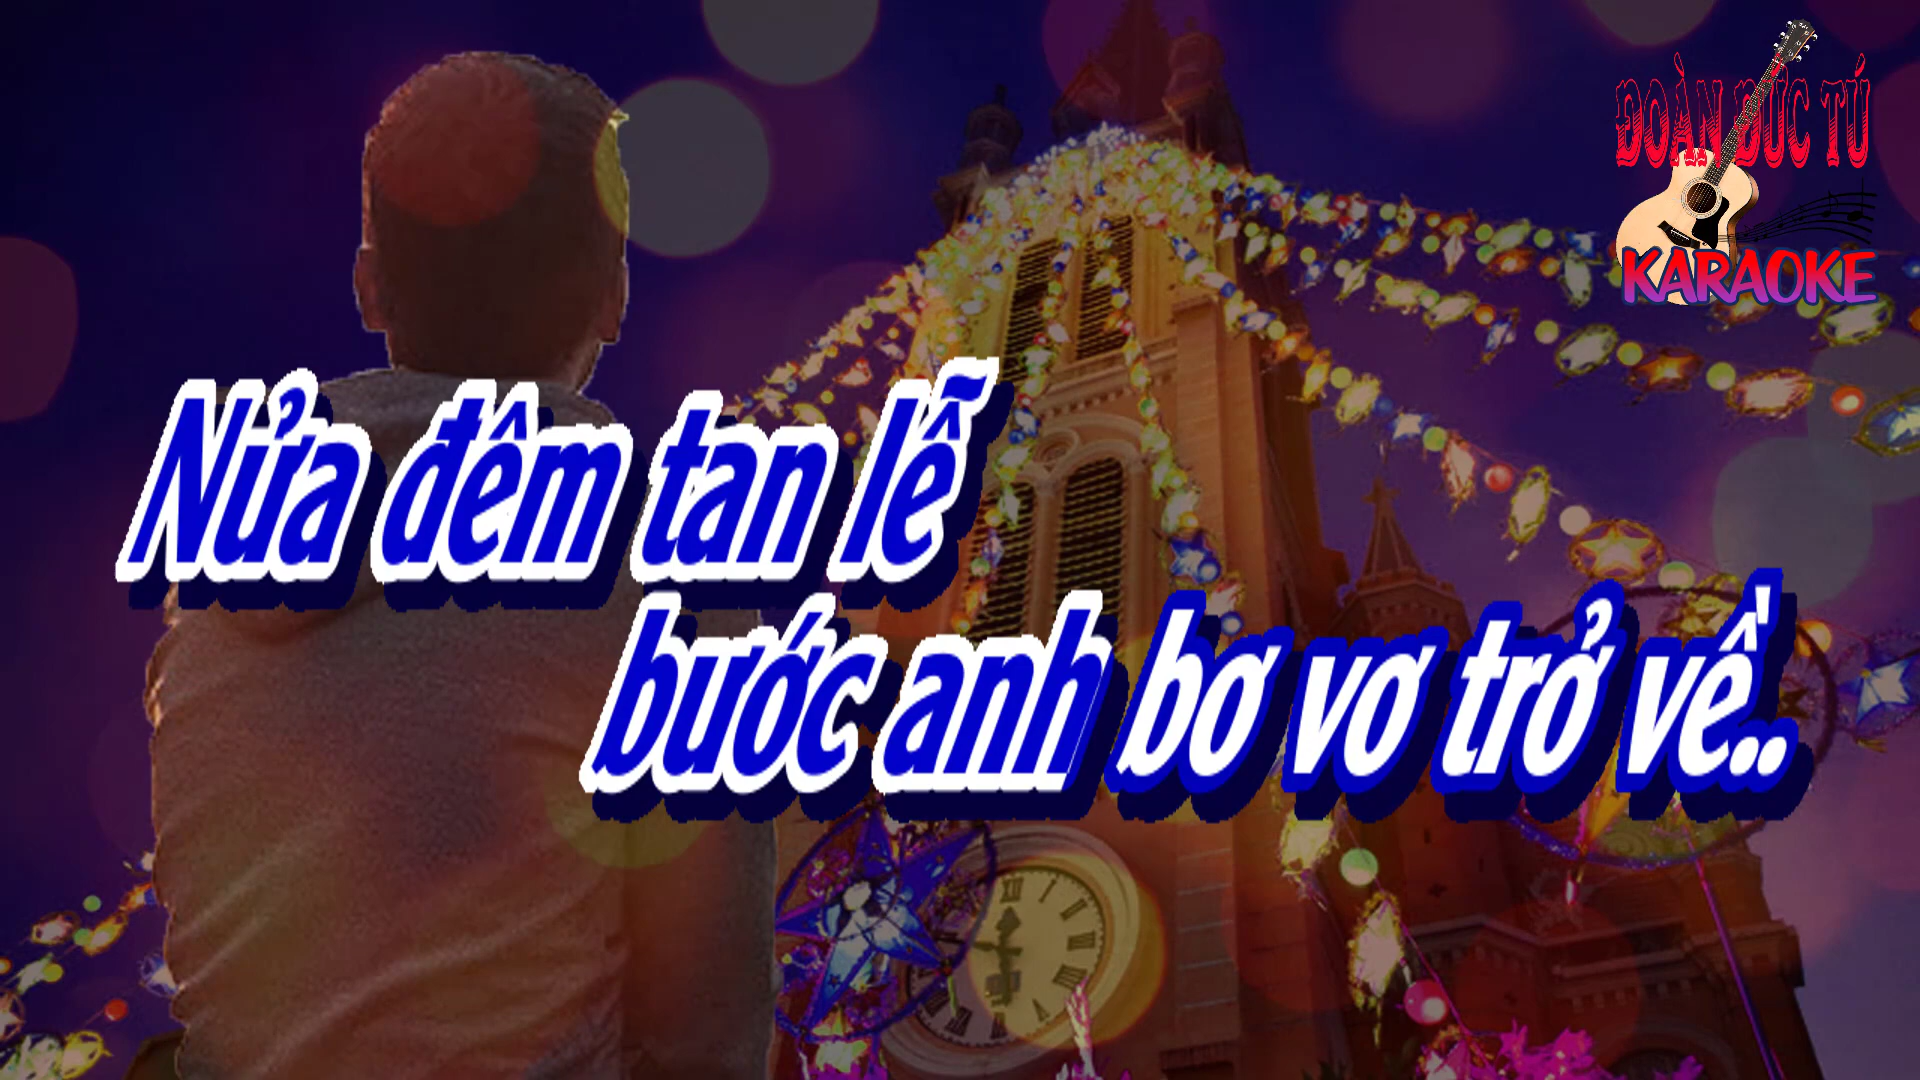 ĐOÀN ĐỨC TÚ
KARAOKE
Nửa đêm tan lễ
bước anh bơ vơ trở về..